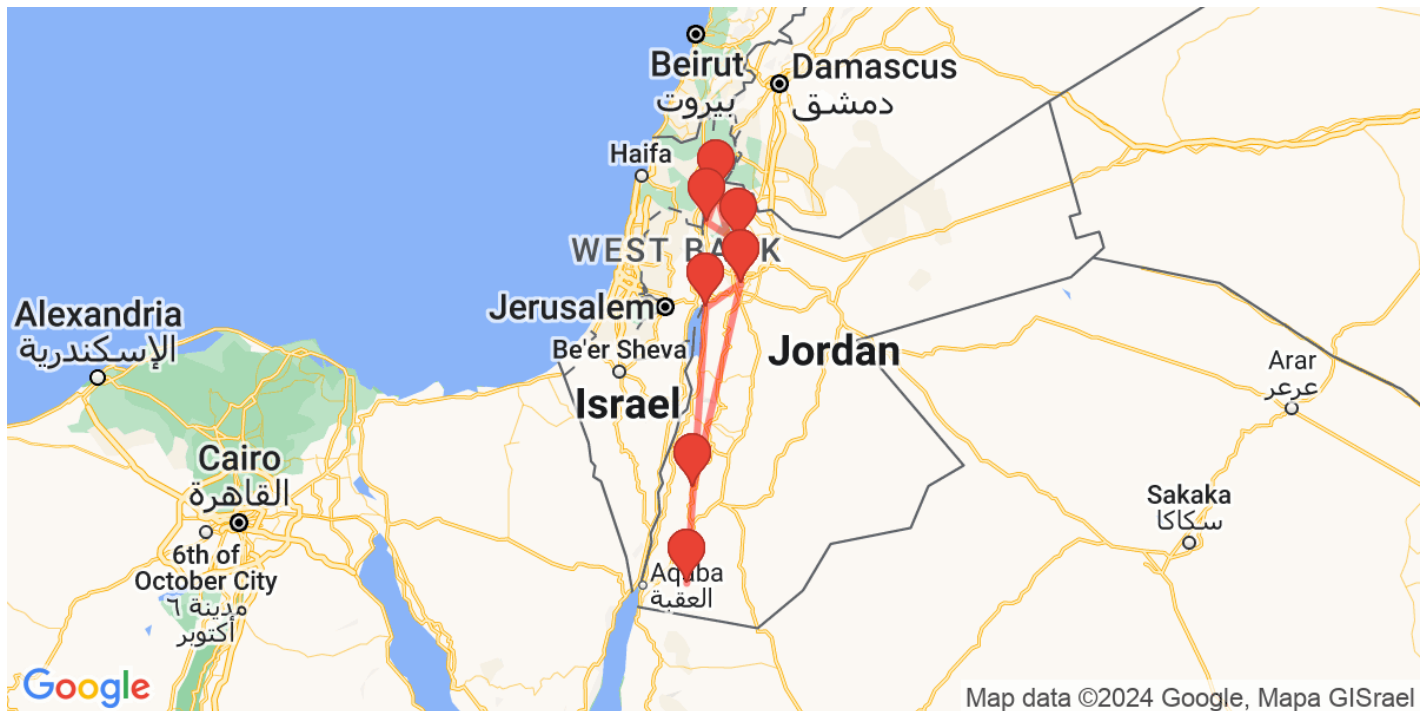 Beirut
بيروت
Damascus
دمشق
Haifa
WEST BANK
Jerusalem
Alexandria
الإسكندرية
Be'er Sheva
Jordan
Israel
Arar
عرعر
Cairo
القاهرة
Sakaka
سكاكا
6th of
October City
مدينة ٦
أكتوبر
Aqaba
العقبة
Google
Map data ©2024 Google, Mapa GISrael